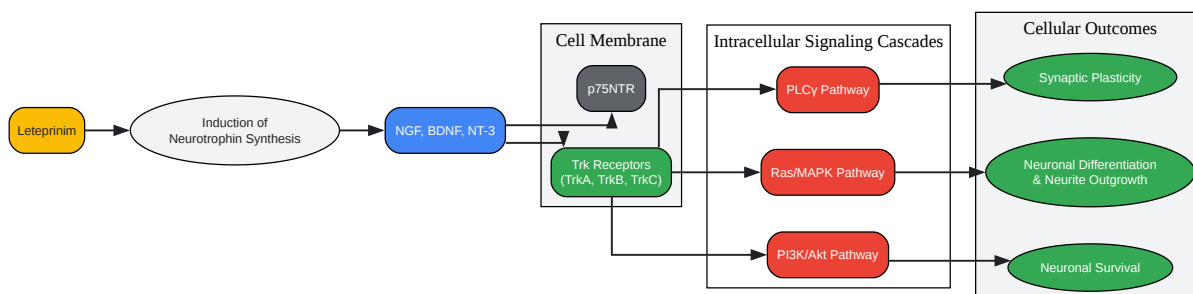 Leteprinim
Induction of
Neurotrophin Synthesis
NGF, BDNF, NT-3
Cell Membrane
p75NTR
Trk Receptors
(TrkA, TrkB, TrkC)
Intracellular Signaling Cascades
PLCγ Pathway
Ras/MAPK Pathway
PI3K/Akt Pathway
Cellular Outcomes
Synaptic Plasticity
Neuronal Differentiation
& Neurite Outgrowth
Neuronal Survival